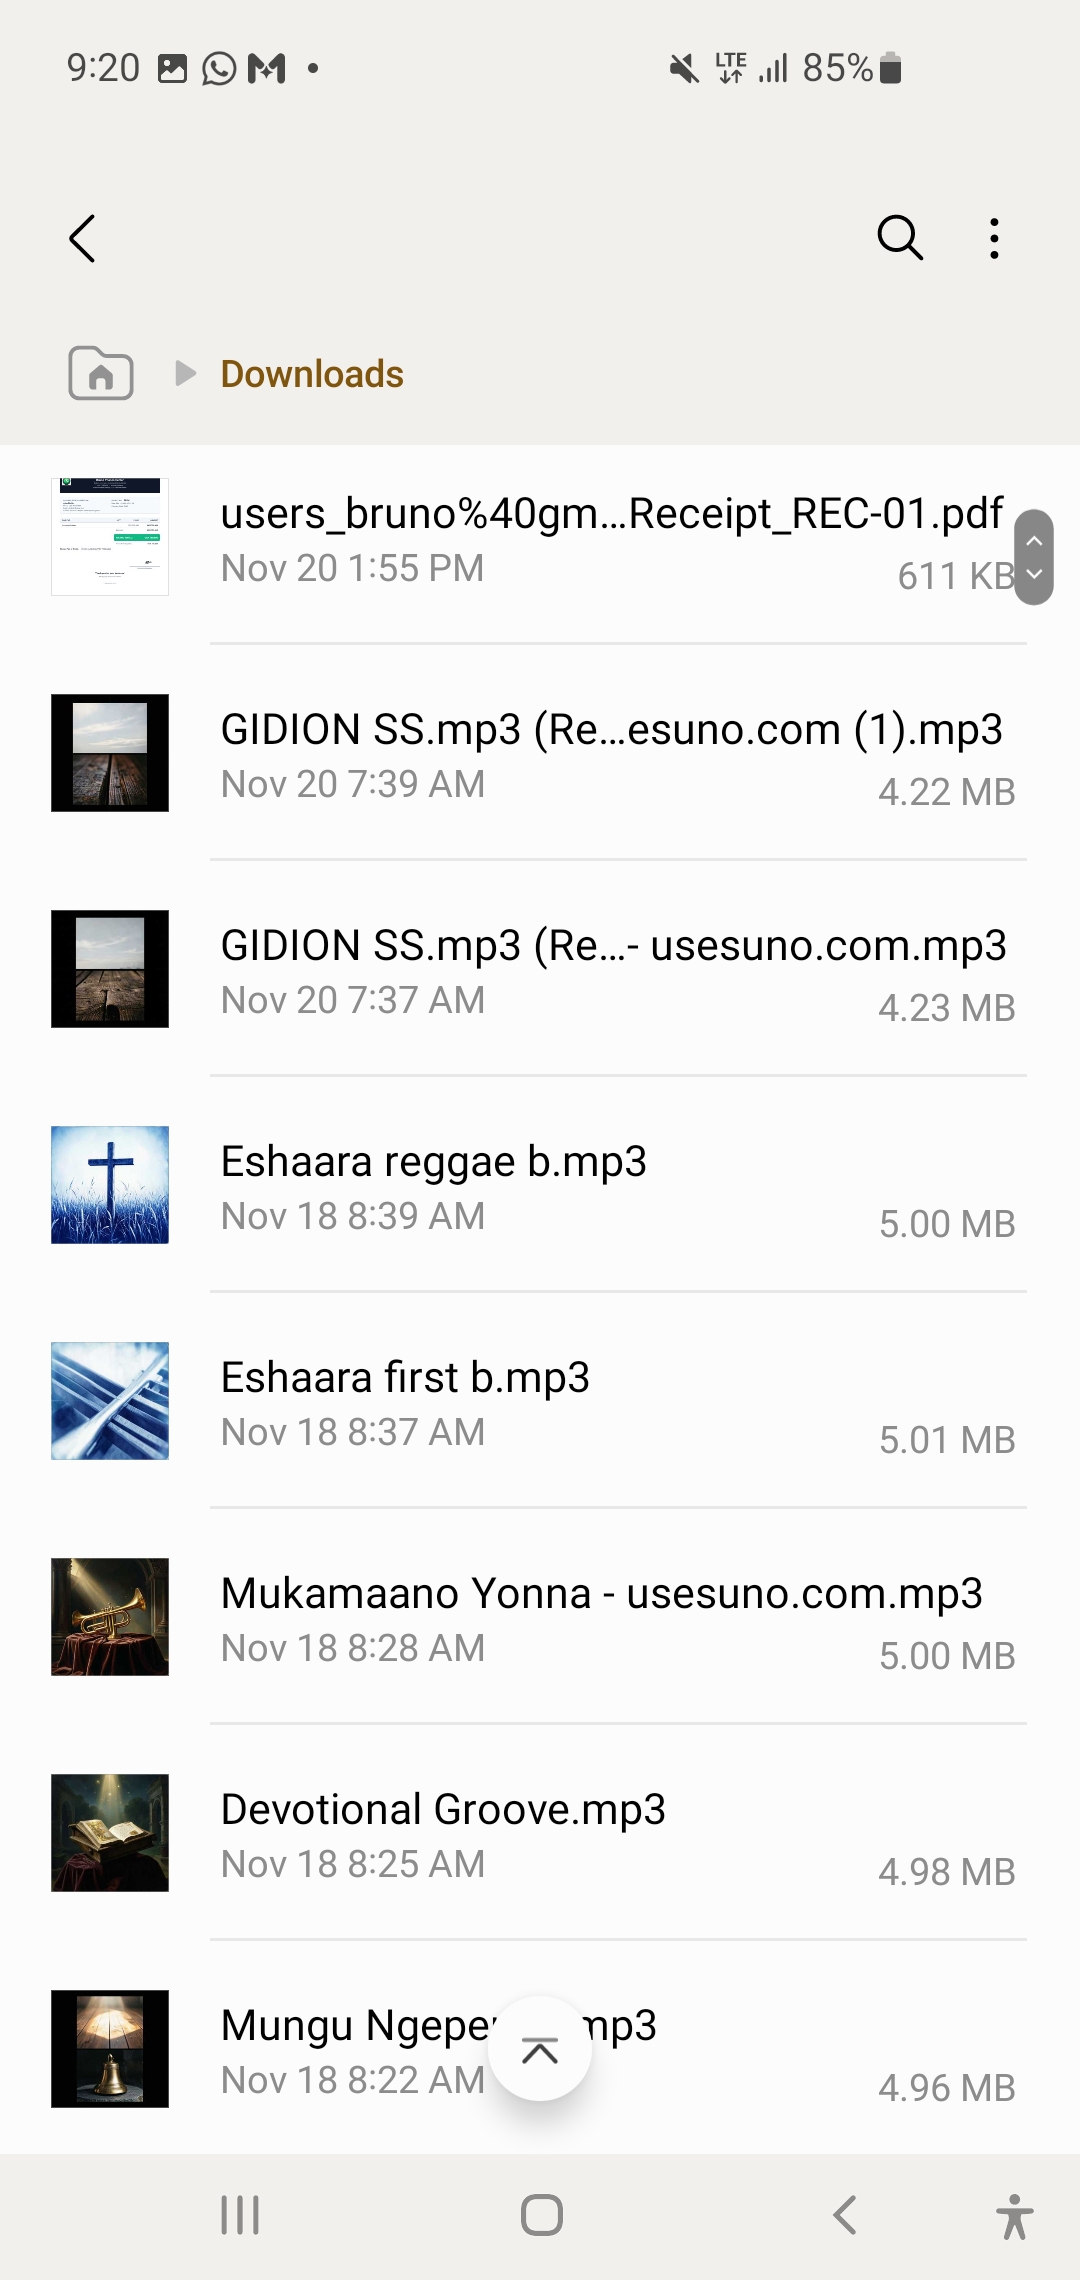 9:20
LTE 85%
Downloads
users_bruno%40gm...Receipt_REC-01.pdf
Nov 20 1:55 PM
611 KB
GIDION SS.mp3 (Re...esuno.com (1).mp3
Nov 20 7:39 AM
4.22 MB
GIDION SS.mp3 (Re...- usesuno.com.mp3
Nov 20 7:37 AM
4.23 MB
Eshaara reggae b.mp3
Nov 18 8:39 AM
5.00 MB
Eshaara first b.mp3
Nov 18 8:37 AM
5.01 MB
Mukamaano Yonna - usesuno.com.mp3
Nov 18 8:28 AM
5.00 MB
Devotional Groove.mp3
Nov 18 8:25 AM
4.98 MB
Mungu mp3
Nov 18 8:22 AM
4.96 MB